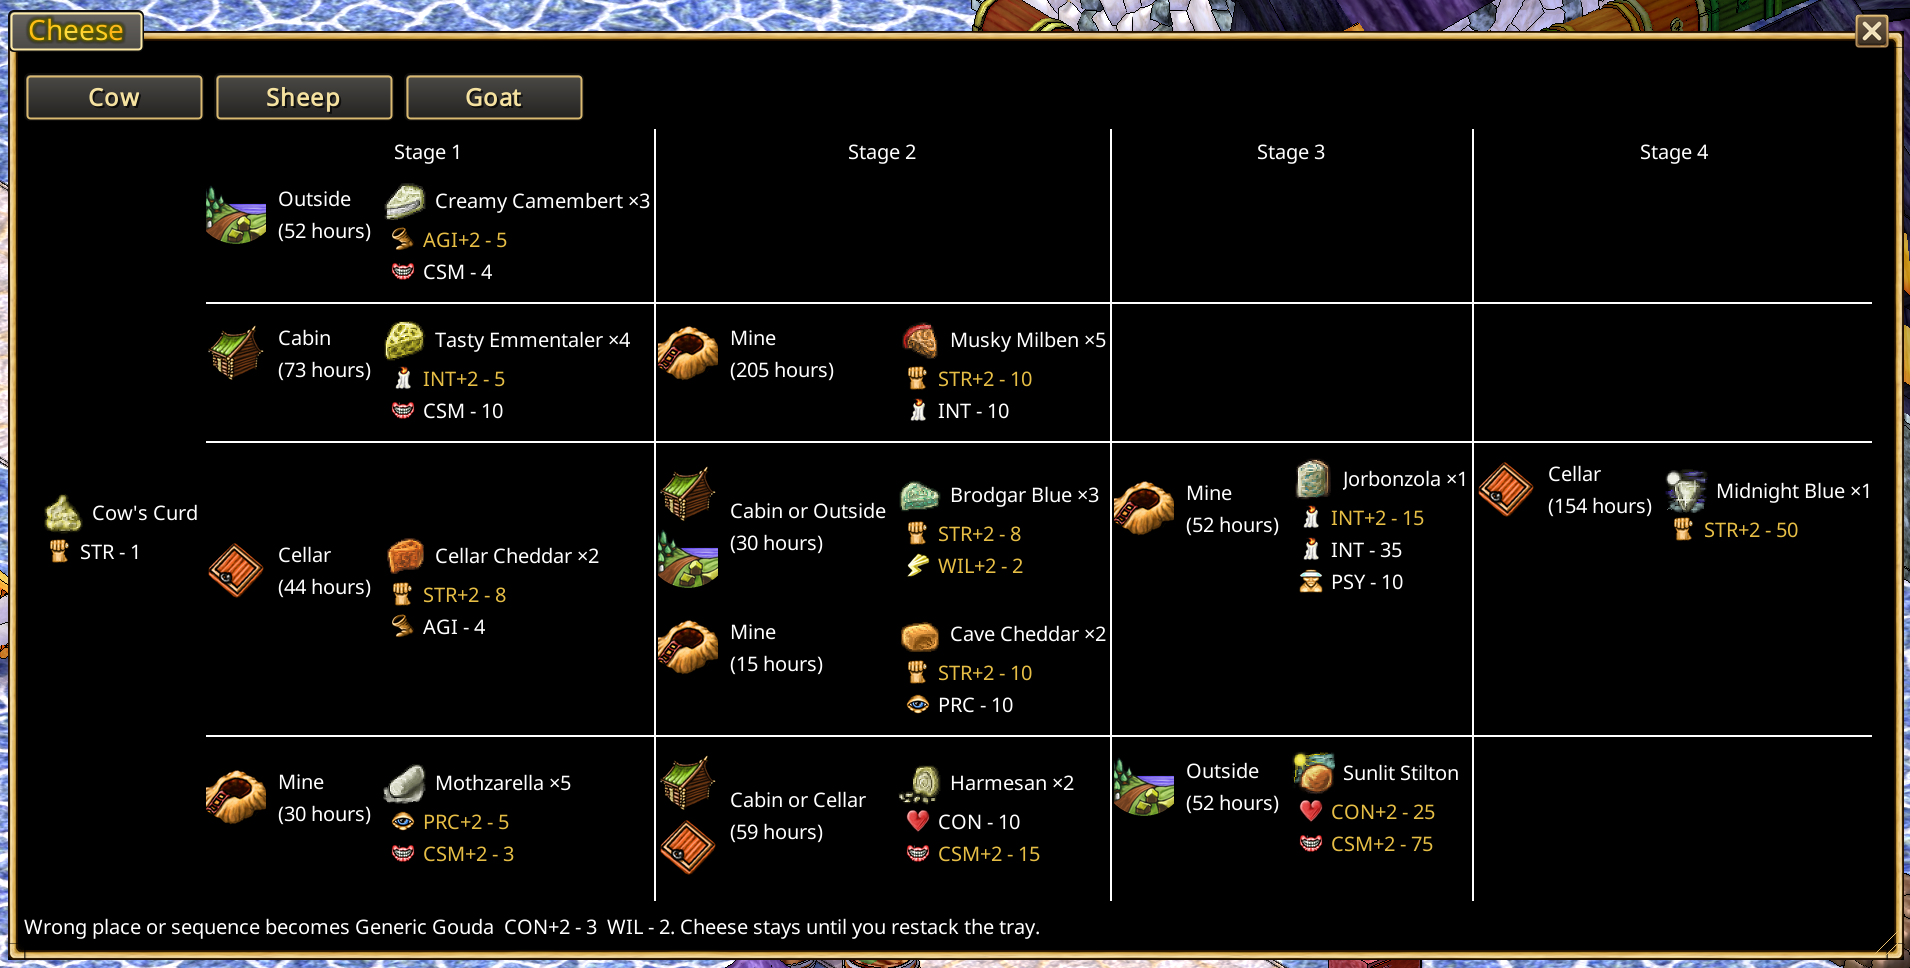 Cheese
Cow
Sheep
Goat
Stage 1
Stage 2
Stage 3
Stage 4
Outside
(52 hours)
Creamy Camembert ×3
AGI+2 - 5
CSM - 4
Cabin
(73 hours)
Tasty Emmentaler ×4
INT+2 - 5
CSM - 10
Mine
(205 hours)
Musky Milben ×5
STR+2 - 10
INT - 10
Cow's Curd
STR - 1
Cellar
(44 hours)
Cellar Cheddar ×2
STR+2 - 8
AGI - 4
Cabin or Outside
(30 hours)
Brodgar Blue ×3
STR+2 - 8
WIL+2 - 2
Mine
(15 hours)
Cave Cheddar ×2
STR+2 - 10
PRC - 10
Mine
(52 hours)
Jorbonzola ×1
INT+2 - 15
INT - 35
PSY - 10
Cellar
(154 hours)
Midnight Blue ×1
STR+2 - 50
Mine
(30 hours)
Mothzarella ×5
PRC+2 - 5
CSM+2 - 3
Cabin or Cellar
(59 hours)
Harmesan ×2
CON - 10
CSM+2 - 15
Outside
(52 hours)
Sunlit Stilton
CON+2 - 25
CSM+2 - 75
Wrong place or sequence becomes Generic Gouda CON+2 - 3 WIL - 2. Cheese stays until you restack the tray.